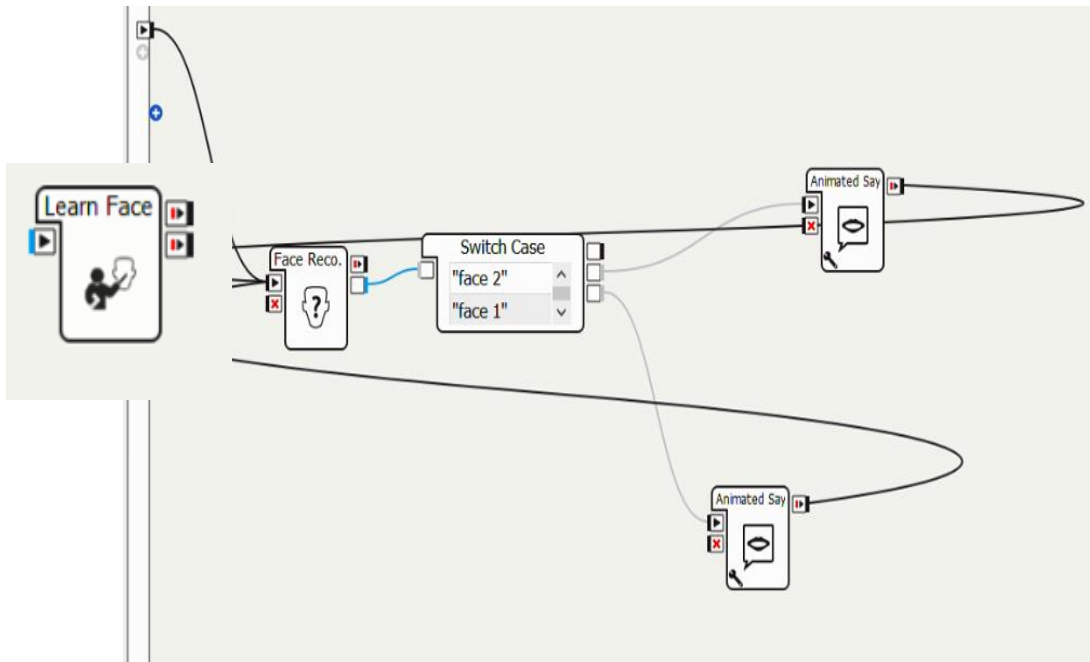 Learn Face
Face Reco.
?
Switch Case
"face 2"
"face 1"
Animated Say
Animated Say